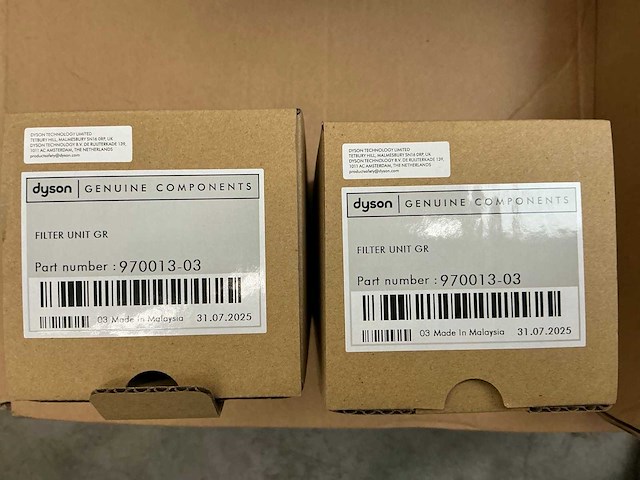 DYSON TECHNOLOGY LIMITED
TETBURY HILL, MALMESBURY SN16 0RP, UK
DYSON TECHNOLOGY B.V. DE RUIJTERKADE 139,
1011 AC AMSTERDAM, THE NETHERLANDS
productsafety@dyson.com
dyson GENUINE COMPONENTS
FILTER UNIT GR
Part number : 970013-03
03 Made In Malaysia 31.07.2025
DYSON TECHNOLOGY LIMITED
TETBURY HILL, MALMESBURY SN16 0RP, UK
DYSON TECHNOLOGY B.V. DE RUIJTERKADE 139,
1011 AC AMSTERDAM, THE NETHERLANDS
productsafety@dyson.com
dyson GENUINE COMPONENTS
FILTER UNIT GR
Part number : 970013-03
03 Made In Malaysia 31.07.2025